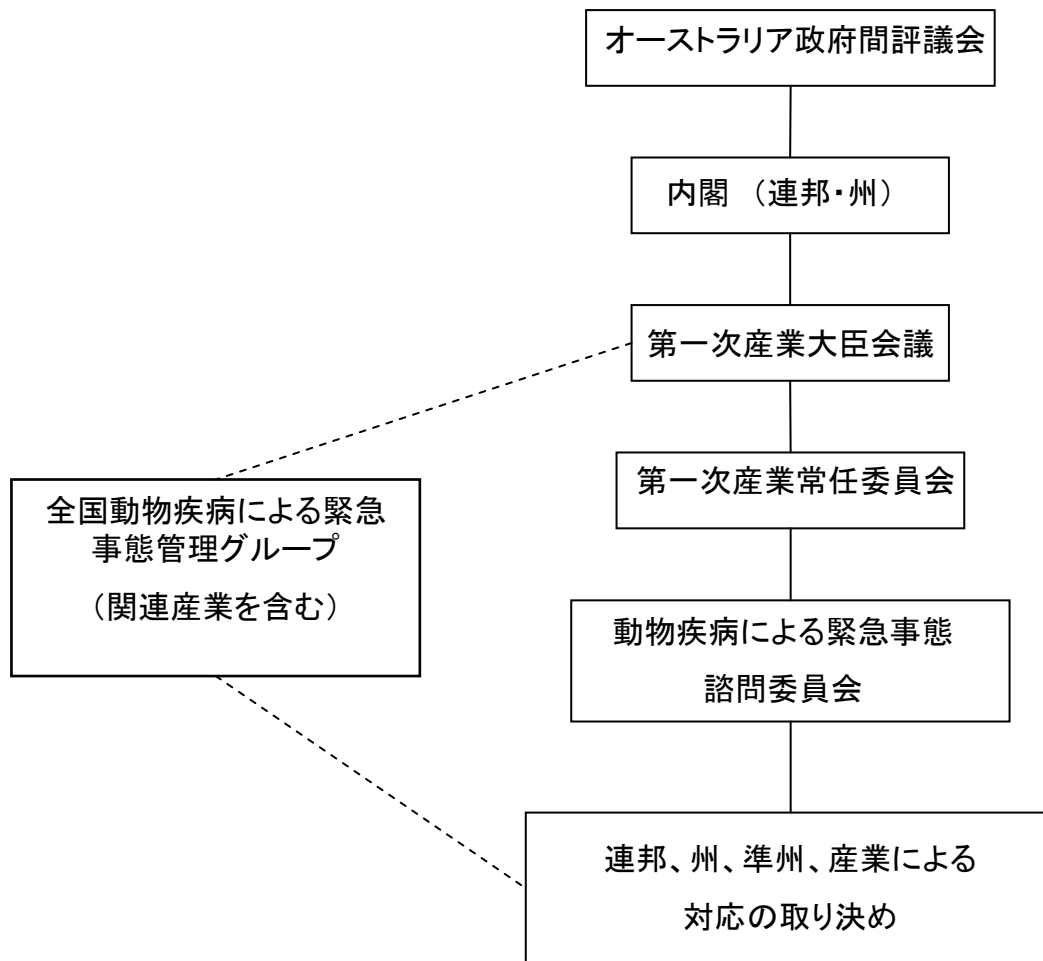 オーストラリア政府間評議会
内閣 （連邦・州）
第一次産業大臣会議
第一次産業常任委員会
全国動物疾病による緊急
事態管理グループ
（関連産業を含む）
動物疾病による緊急事態
諮問委員会
連邦、州、準州、産業による
対応の取り決め